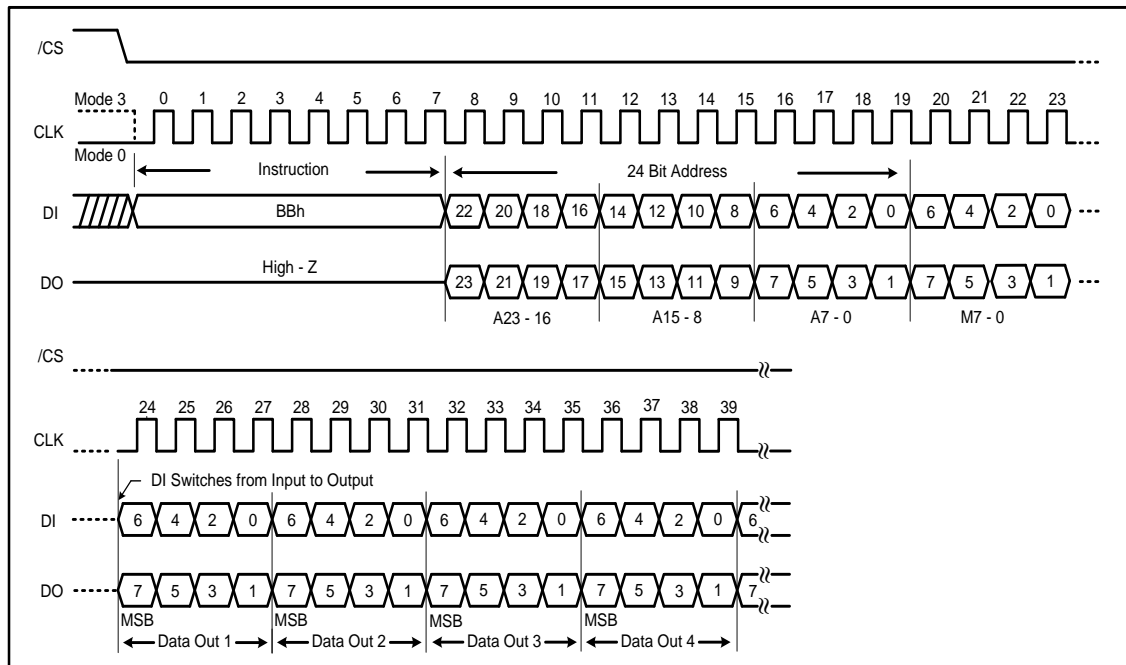 /CS
Mode 3 0 1 2 3 4 5 6 7 8 9 10 11 12 13 14 15 16 17 18 19 20 21 22 23
CLK
Mode 0
Instruction 24 Bit Address
DI BBh 22 20 18 16 14 12 10 8 6 4 2 0 6 4 2 0
High - Z
DO 23 21 19 17 15 13 11 9 7 5 3 1 7 5 3 1
A23 - 16 A15 - 8 A7 - 0 M7 - 0
/CS
24 25 26 27 28 29 30 31 32 33 34 35 36 37 38 39
CLK
DI Switches from Input to Output
DI 6 4 2 0 6 4 2 0 6 4 2 0 6 4 2 0 6
DO 7 5 3 1 7 5 3 1 7 5 3 1 7 5 3 1 7
MSB MSB MSB MSB
Data Out 1 Data Out 2 Data Out 3 Data Out 4